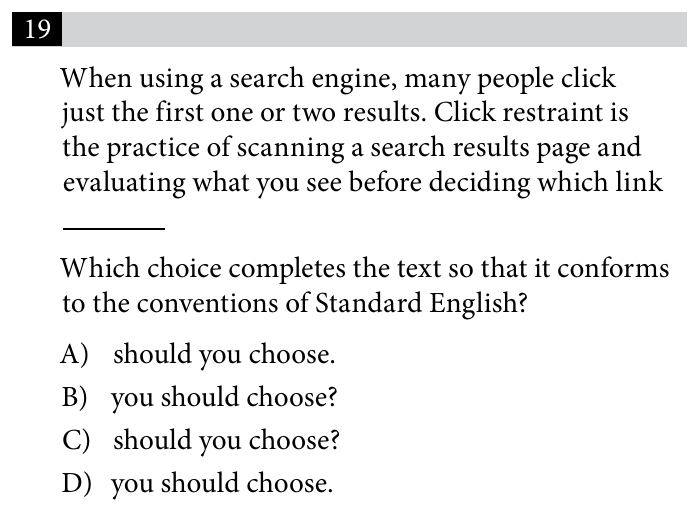 19
When using a search engine, many people click
just the first one or two results. Click restraint is
the practice of scanning a search results page and
evaluating what you see before deciding which link
Which choice completes the text so that it conforms
to the conventions of Standard English?
A) should you choose.
B) you should choose?
C) should you choose?
D) you should choose.